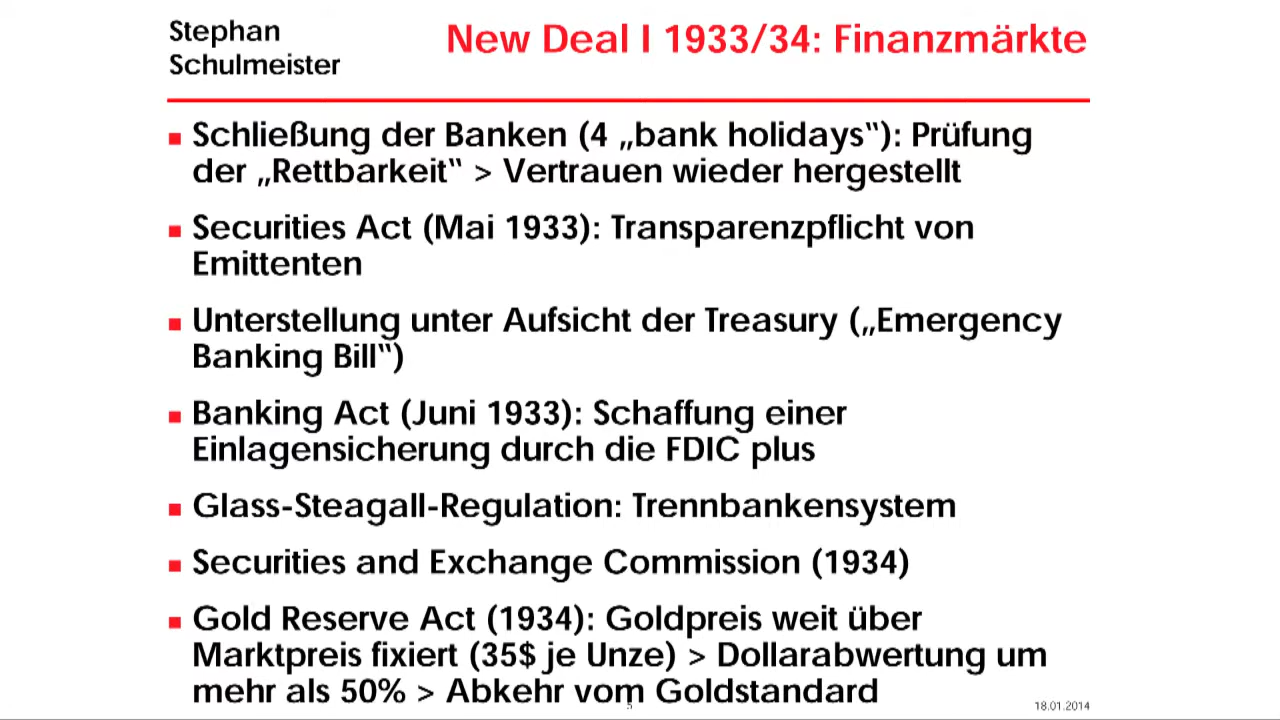 Stephan
Schulmeister
New Deal I 1933/34: Finanzmärkte
Schließung der Banken (4 „bank holidays“): Prüfung
der „Rettbarkeit“ > Vertrauen wieder hergestellt
Securities Act (Mai 1933): Transparenzpflicht von
Emittenten
Unterstellung unter Aufsicht der Treasury („Emergency
Banking Bill“)
Banking Act (Juni 1933): Schaffung einer
Einlagensicherung durch die FDIC plus
Glass-Steagall-Regulation: Trennbankensystem
Securities and Exchange Commission (1934)
Gold Reserve Act (1934): Goldpreis weit über
Marktpreis fixiert (35$ je Unze) > Dollarabwertung um
mehr als 50% > Abkehr vom Goldstandard
5
18.01.2014